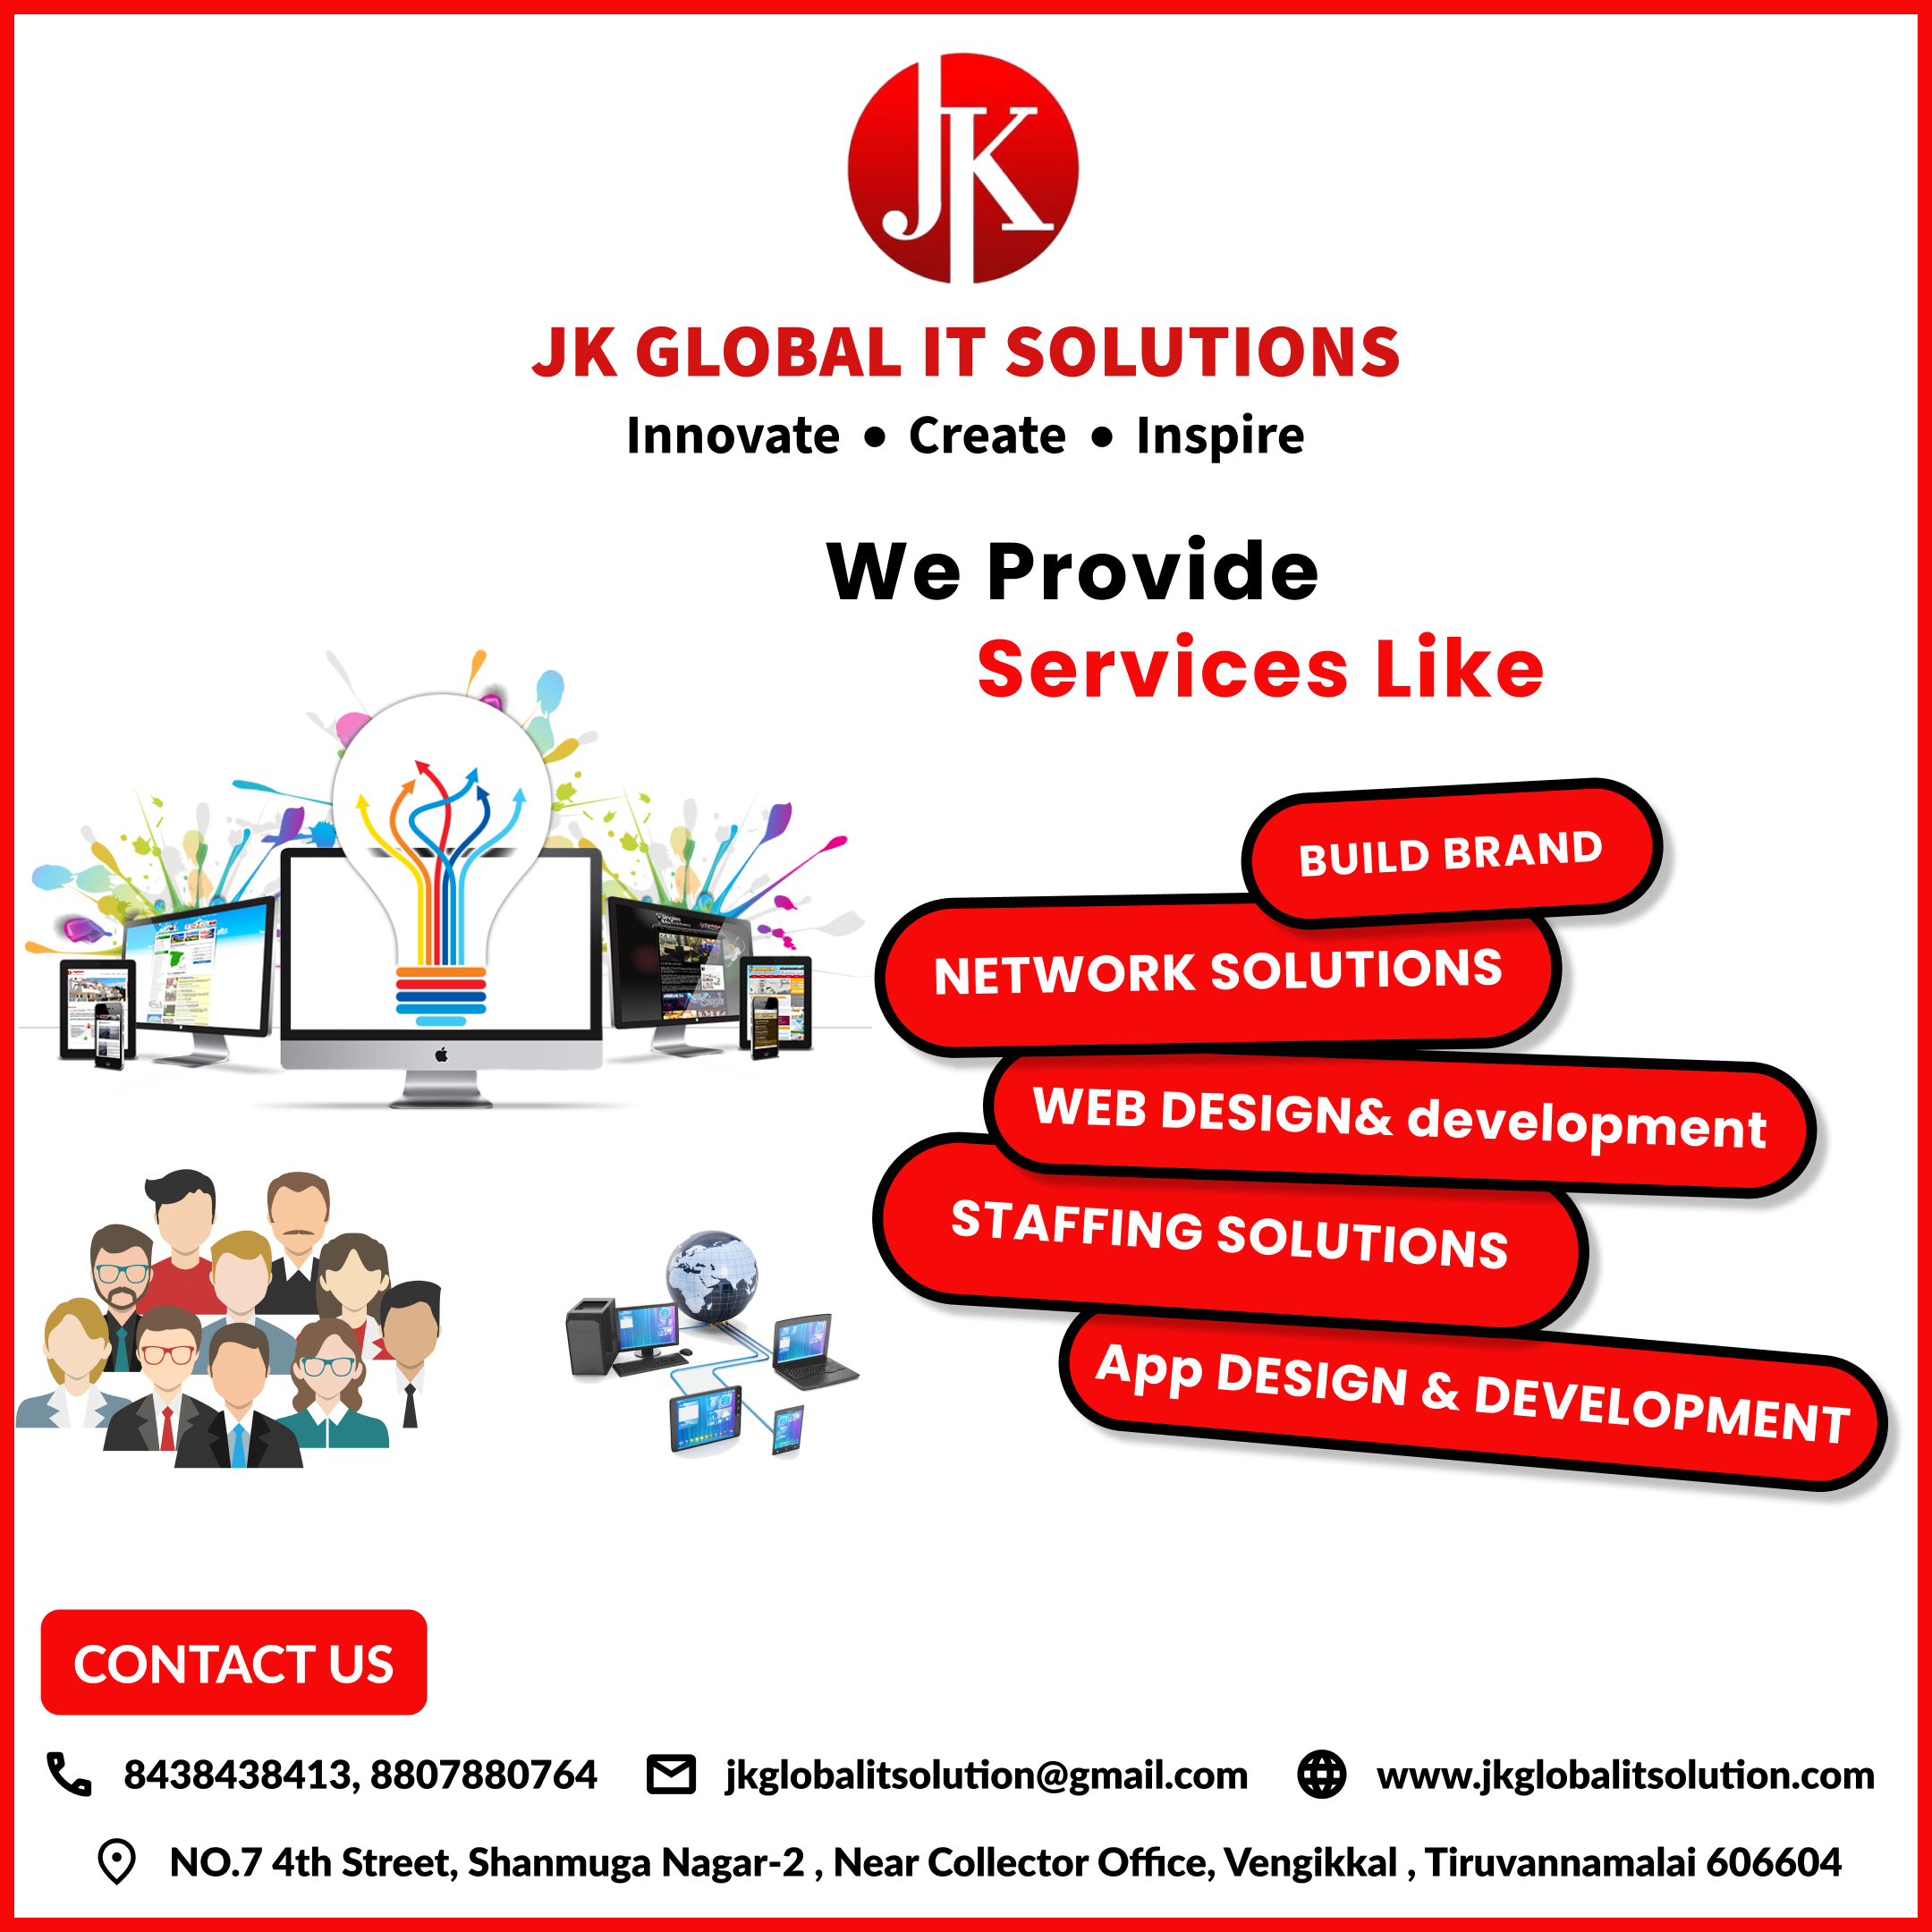 JK
JK GLOBAL IT SOLUTIONS
Innovate • Create • Inspire
We Provide
Services Like
BUILD BRAND
NETWORK SOLUTIONS
WEB DESIGN& development
STAFFING SOLUTIONS
App DESIGN & DEVELOPMENT
CONTACT US
8438438413, 8807880764 jkglobalitsolution@gmail.com www.jkglobalitsolution.com
NO.7 4th Street, Shanmuga Nagar-2 , Near Collector Office, Vengikkal , Tiruvannamalai 606604